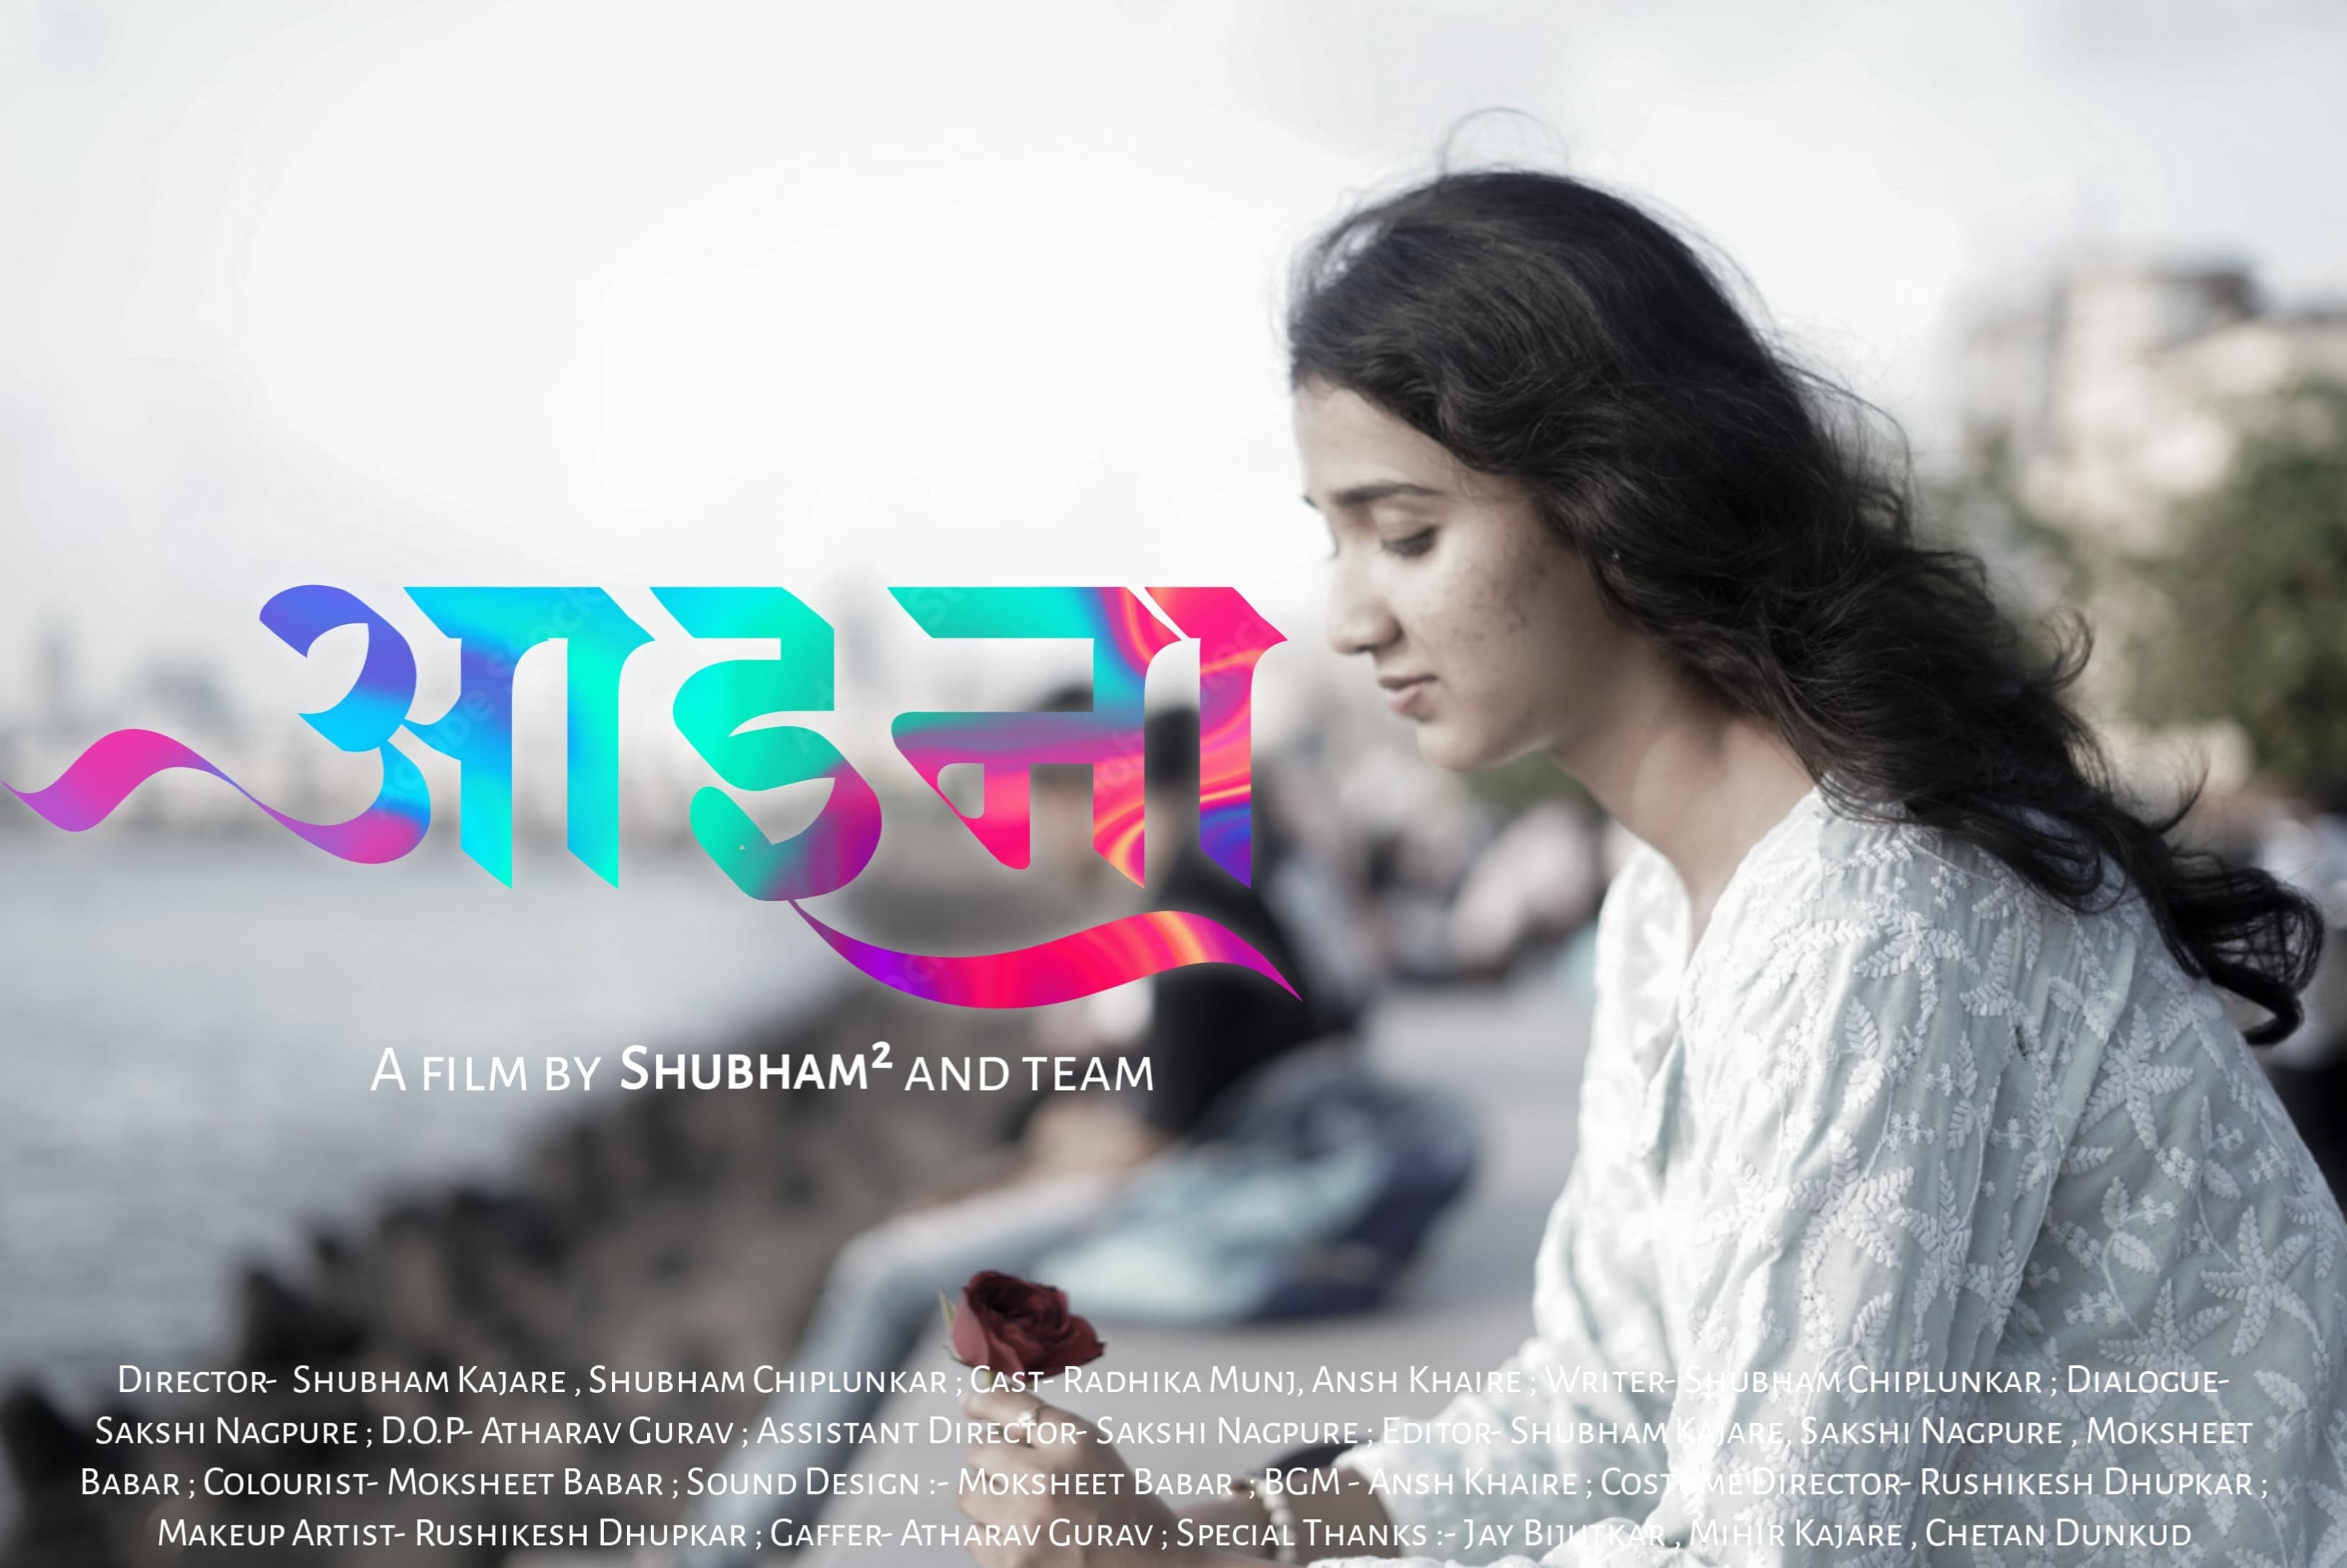 आइना
A FILM BY SHUBHAM² AND TEAM
DIRECTOR- SHUBHAM KAJARE , SHUBHAM CHIPLUNKAR ; CAST- RADHIKA MUNJ, ANSH KHAIRE ; WRITER- SHUBHAM CHIPLUNKAR ; DIALOGUE-
SAKSHI NAGPURE ; D.O.P- ATHARAV GURAV ; ASSISTANT DIRECTOR- SAKSHI NAGPURE ; EDITOR- SHUBHAM KAJARE, SAKSHI NAGPURE , MOKSHEET
BABAR ; COLOURIST- MOKSHEET BABAR ; SOUND DESIGN :- MOKSHEET BABAR ; BGM - ANSH KHAIRE ; COSTUME DIRECTOR- RUSHIKESH DHUPKAR ;
MAKEUP ARTIST- RUSHIKESH DHUPKAR ; GAFFER- ATHARAV GURAV ; SPECIAL THANKS :- JAY BIJUTKAR , MIHIR KAJARE , CHETAN DUNKUD